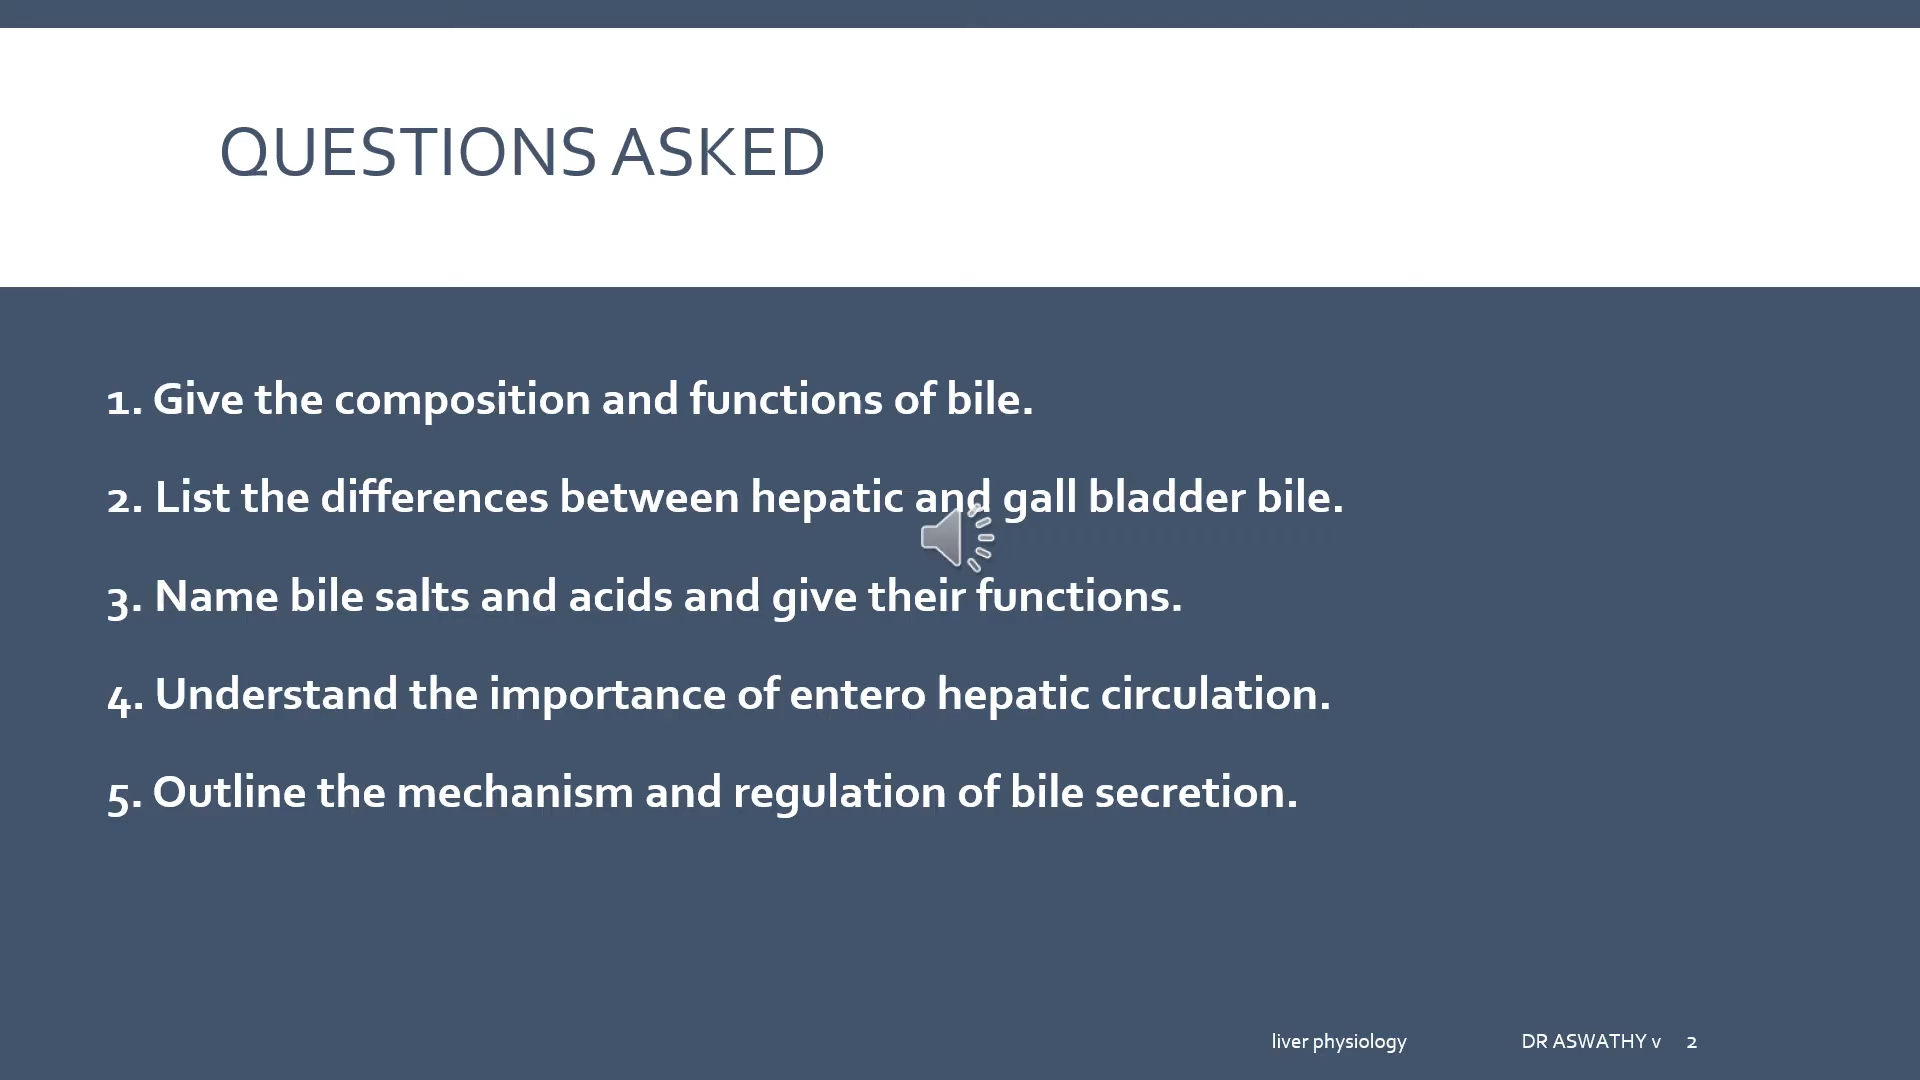 QUESTIONS ASKED
1. Give the composition and functions of bile.
2. List the differences between hepatic and gall bladder bile.
3. Name bile salts and acids and give their functions.
4. Understand the importance of entero hepatic circulation.
5. Outline the mechanism and regulation of bile secretion.
liver physiology DR ASWATHY v 2